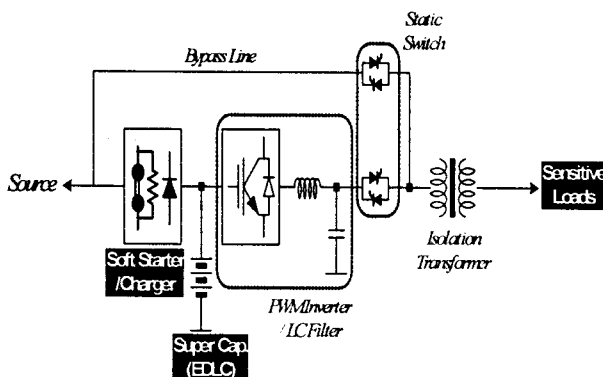 Static
Switch
Bypass Line
Source
Sensitive
Loads
Isolation
Transformer
Soft Starter
/Charger
PWM Inverter
/ LC Filter
Super Cap.
(EDLC)